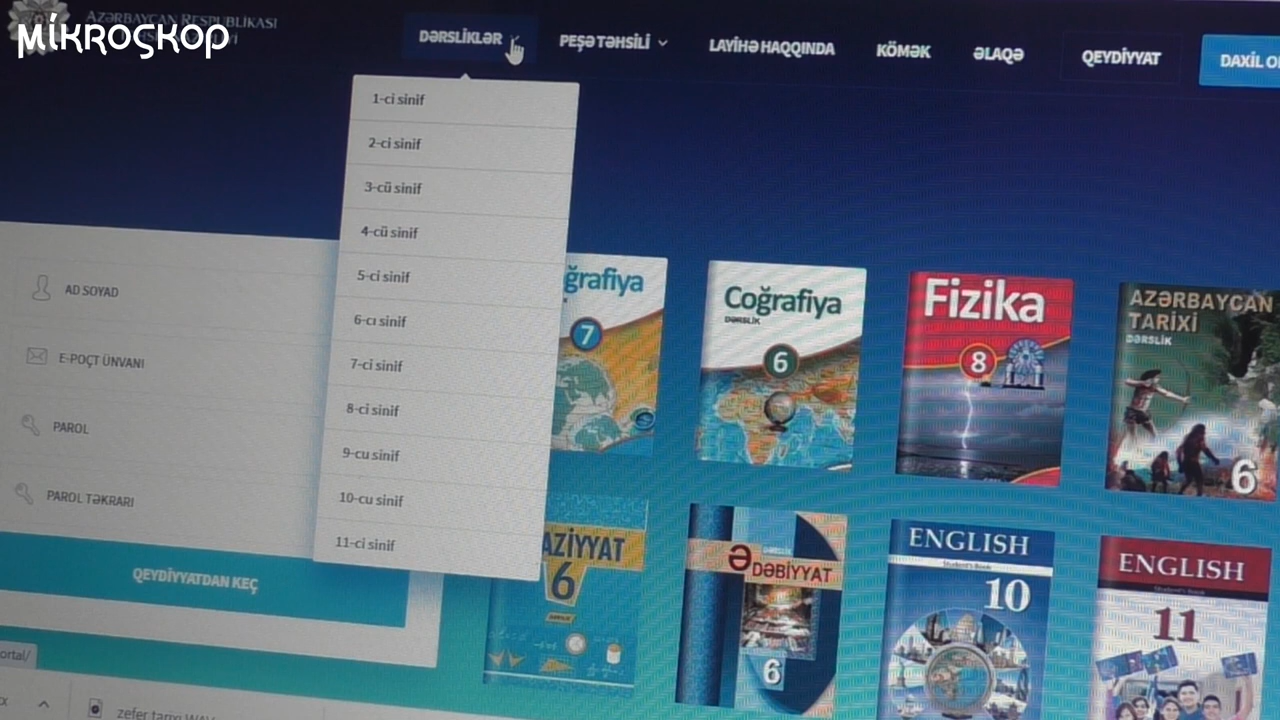 AZƏRBAYCAN RESPUBLİKASI
MİKROSKOP
DƏRSLİKLƏR
PEŞƏ TƏHSİLİ
LAYİHƏ HAQQINDA
KÖMƏK
ƏLAQƏ
QEYDİYYAT
DAXİL O
1-ci sinif
2-ci sinif
3-cü sinif
4-cü sinif
5-ci sinif
6-cı sinif
7-ci sinif
8-ci sinif
9-cu sinif
10-cu sinif
11-ci sinif
AD SOYAD
E-POÇT ÜNVANI
PAROL
PAROL TƏKRARI
QEYDİYYATDAN KEÇ
ğrafiya
7
Coğrafiya
DƏRSLİK
6
Fizika
8
AZƏRBAYCAN
TARİXİ
DƏRSLİK
6
AZİYYAT
6
DƏRSLİK
ƏDƏBİYYAT
6
ENGLISH
Student's Book
10
ENGLISH
Student's Book
11
ortal/
zefer tarix WAV